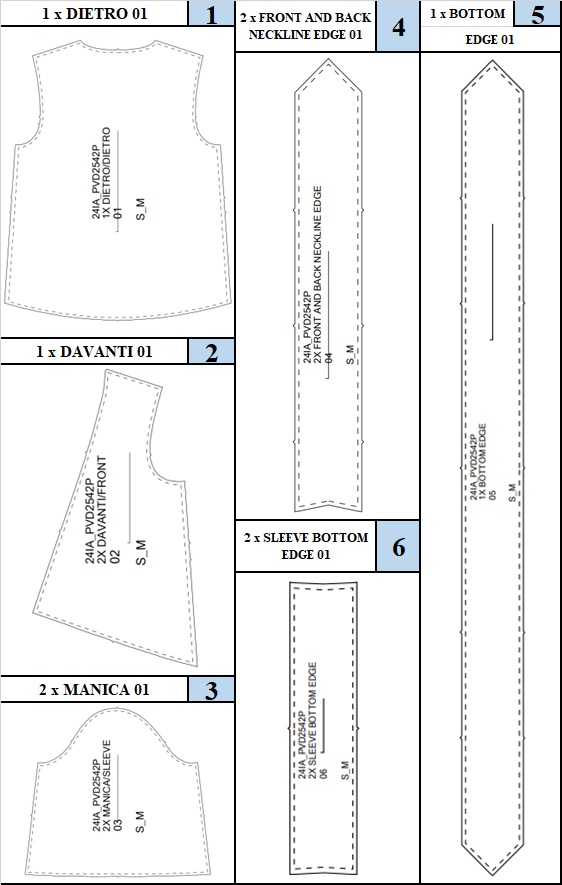 1 x DIETRO 01
1
24IA_PVD2542P
1X DIETRO/DIETRO
01
S_M
1 x DAVANTI 01
2
24IA_PVD2542P
2X DAVANTI/FRONT
02
S_M
2 x MANICA 01
3
24IA_PVD2542P
2X MANICA/SLEEVE
03
S_M
2 x FRONT AND BACK
NECKLINE EDGE 01
4
24IA_PVD2542P
2X FRONT AND BACK NECKLINE EDGE
04
S_M
2 x SLEEVE BOTTOM
EDGE 01
6
24IA_PVD2542P
2X SLEEVE BOTTOM EDGE
06
S_M
1 x BOTTOM
5
EDGE 01
24IA_PVD2542P
1X BOTTOM EDGE
05
S_M